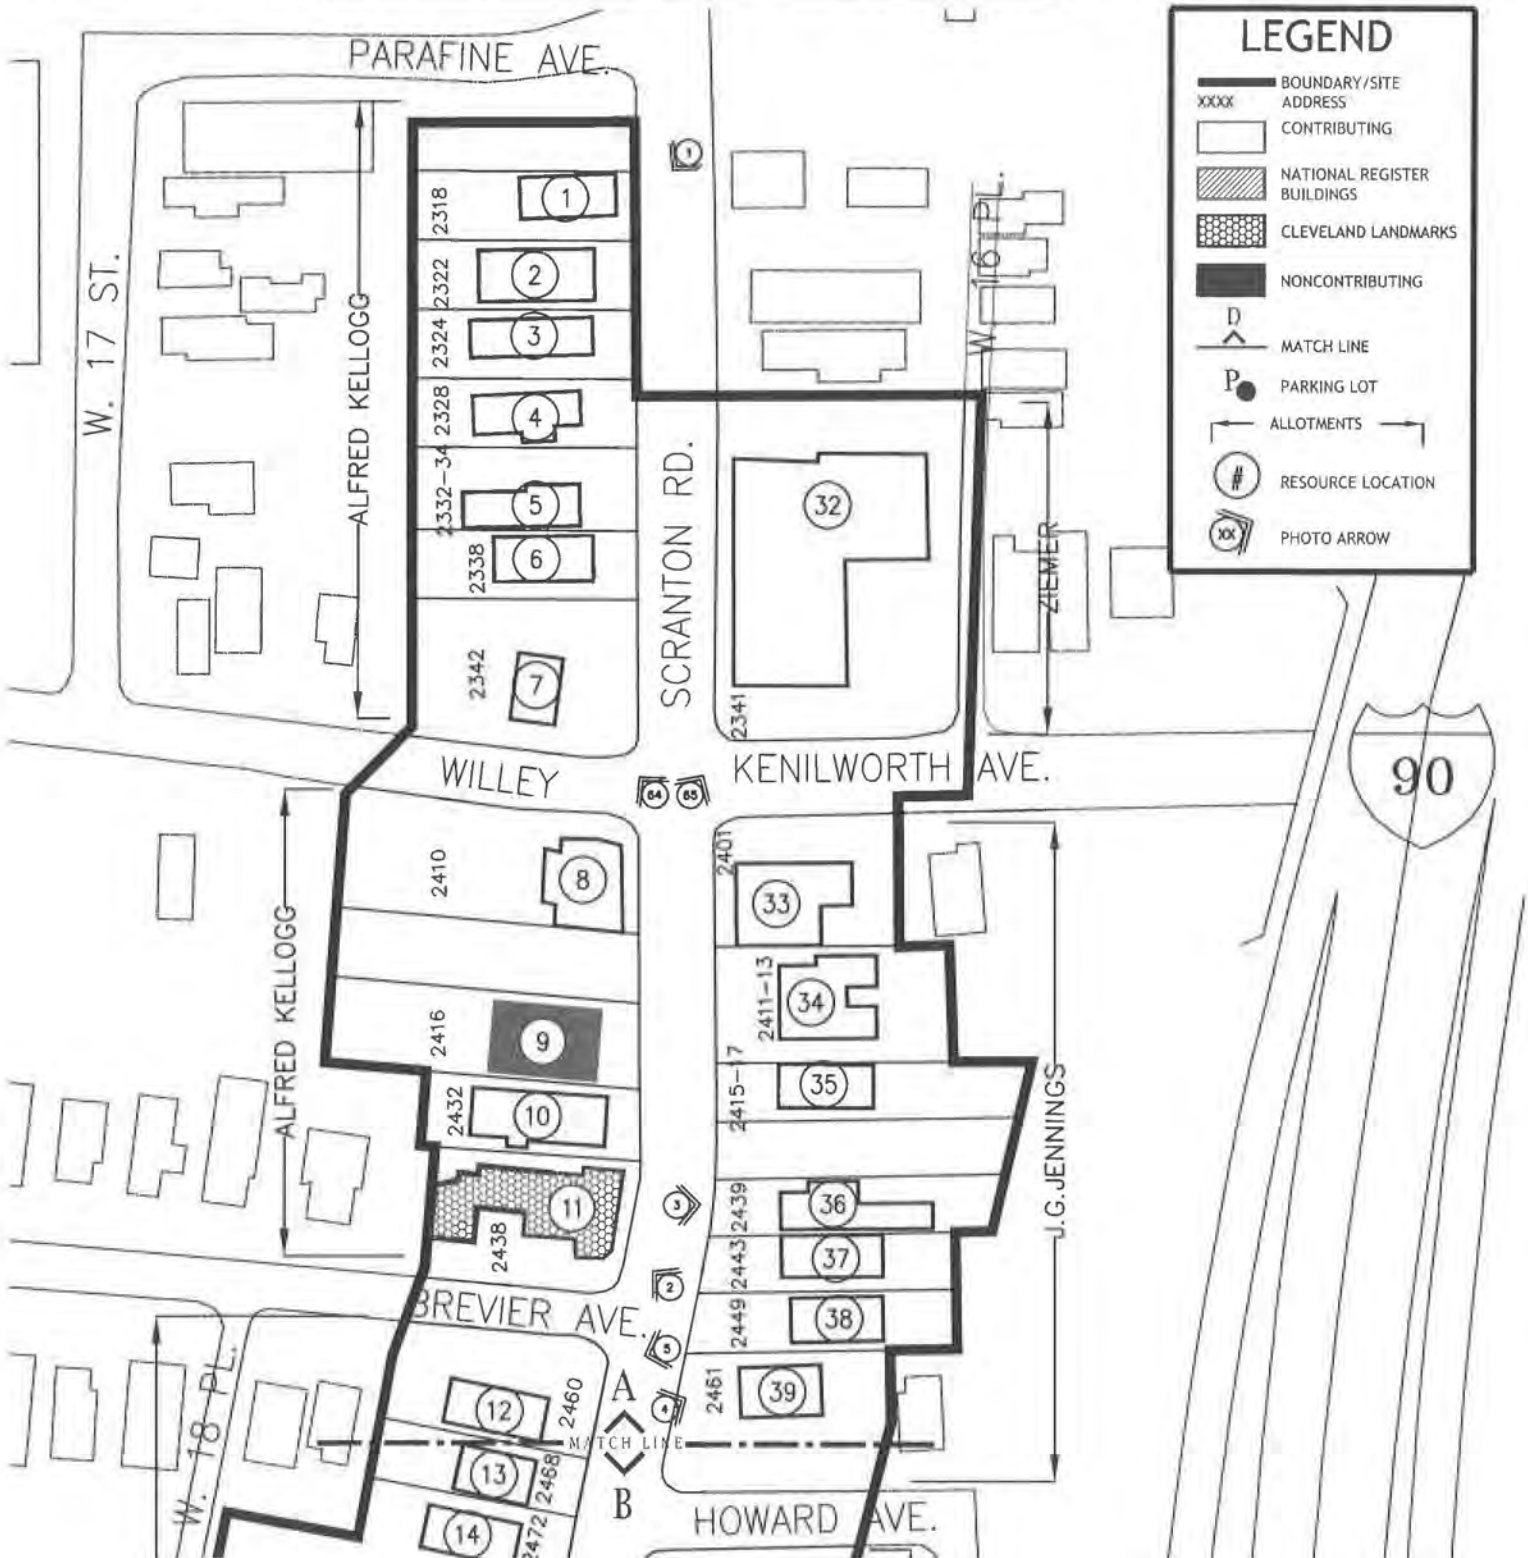 PARAFINE AVE.
W. 17 ST.
ALFRED KELLOGG
2318
1
2322
2
2324
3
2328
4
2332-34
5
2338
6
2342
7
SCRANTON RD.
1
W. 16 PL.
32
2341
ZIEMER
WILLEY
KENILWORTH AVE.
64
65
90
ALFRED KELLOGG
2410
8
2416
9
2432
10
2438
11
2401
33
2411-13
34
2415-17
35
2439
36
2443
37
2449
38
2461
39
J.G.JENNINGS
3
2
5
4
BREVIER AVE.
W. 18 PL.
2460
12
A
MATCH LINE
B
2468
13
2472
14
HOWARD AVE.
LEGEND
BOUNDARY/SITE
XXXX ADDRESS
CONTRIBUTING
NATIONAL REGISTER
BUILDINGS
CLEVELAND LANDMARKS
NONCONTRIBUTING
D
MATCH LINE
P
PARKING LOT
ALLOTMENTS
#
RESOURCE LOCATION
XX
PHOTO ARROW